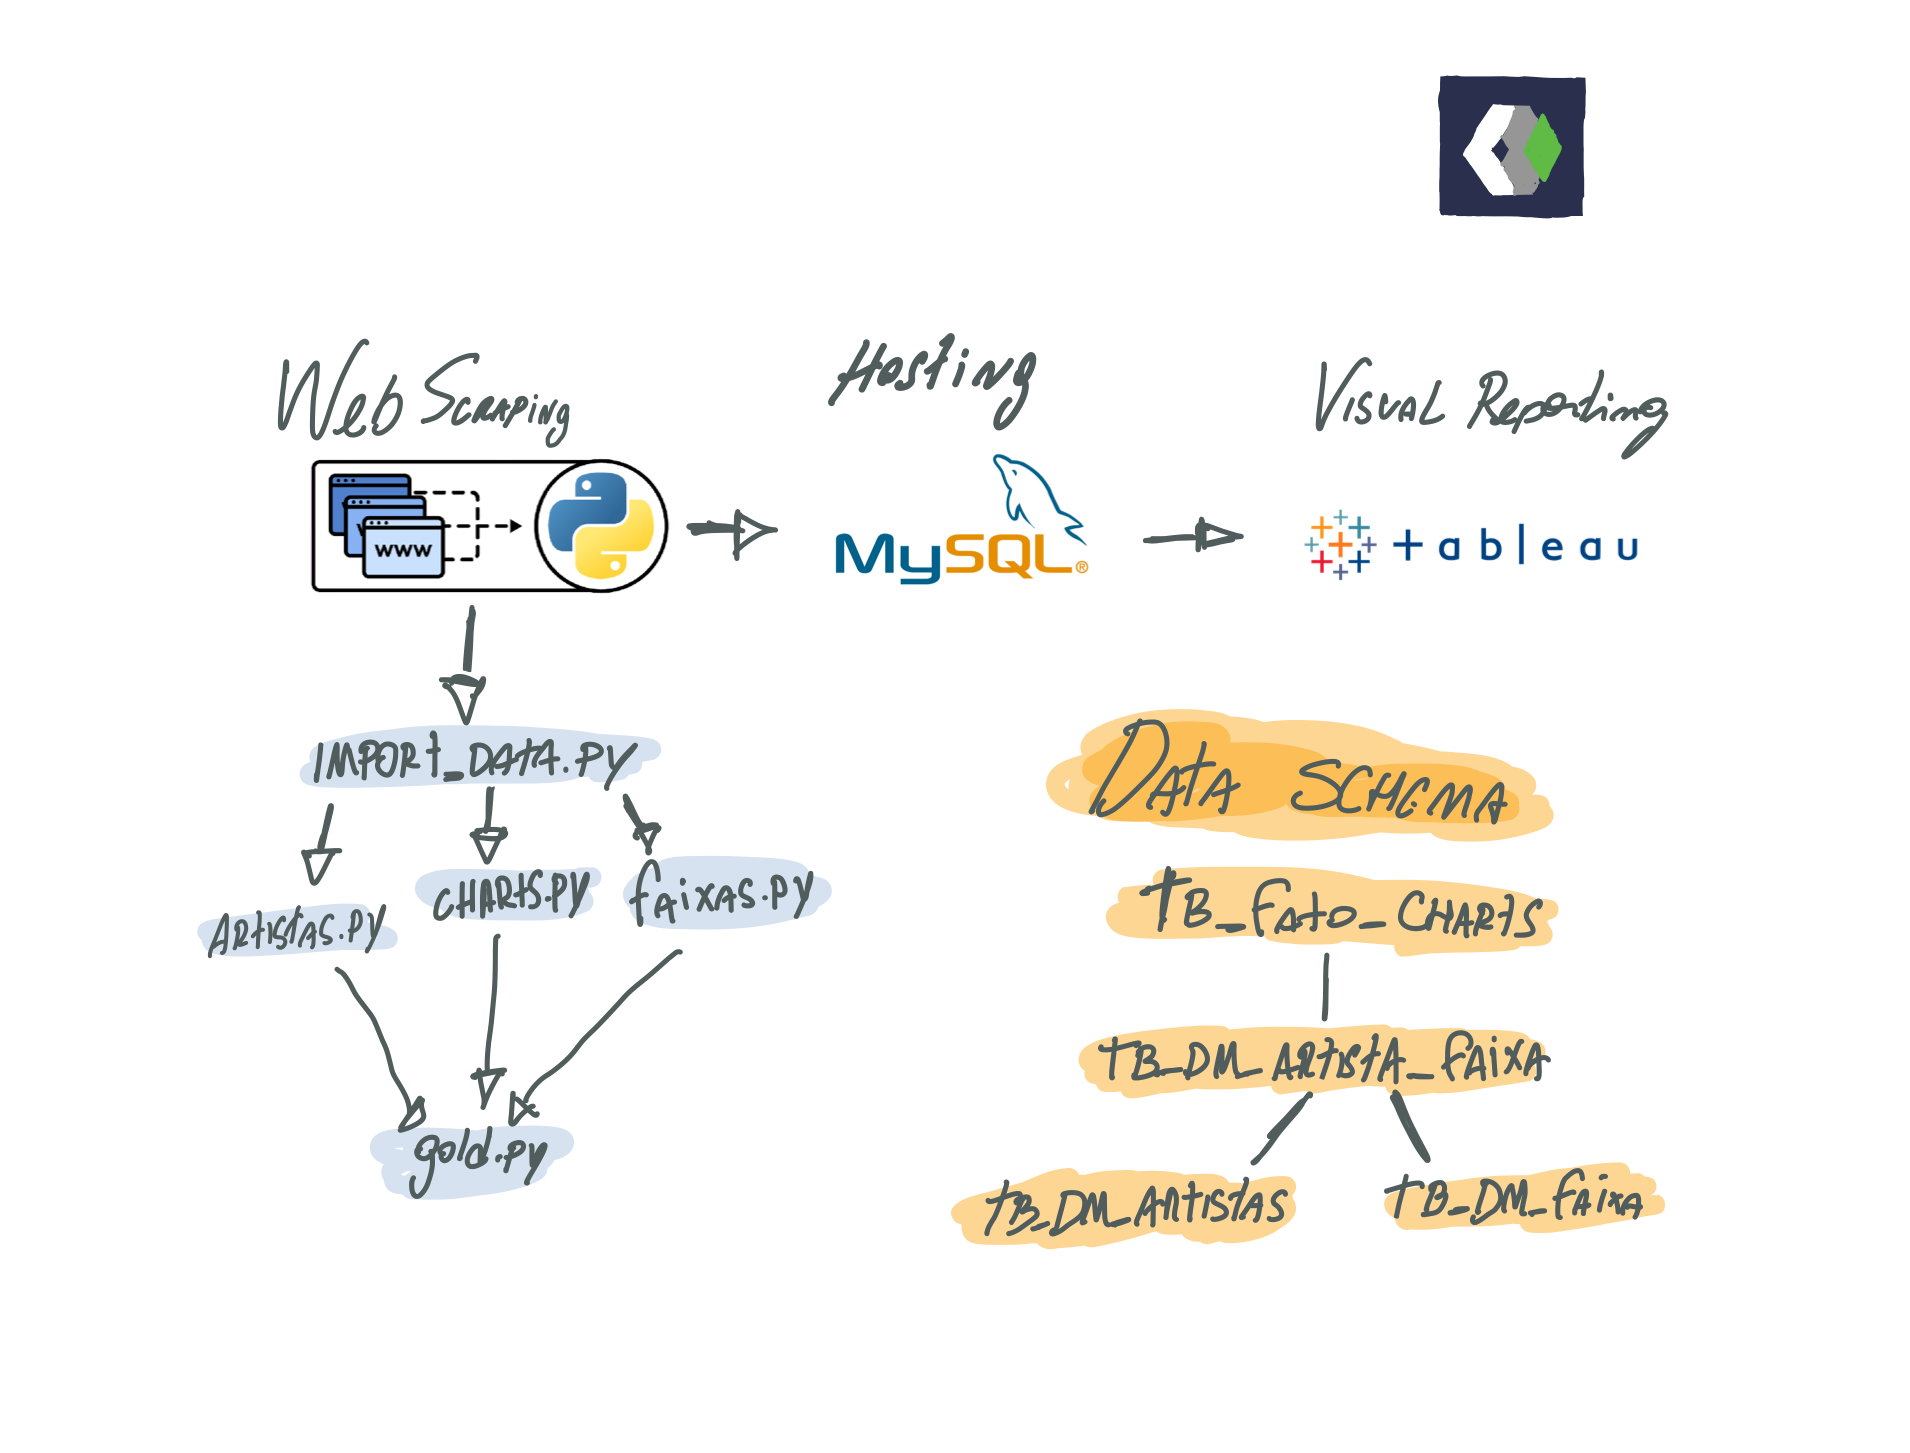 Web Scraping
Hosting
Visual Reporting
www
MySQL®
+ableau
IMPORT_DATA.PY
ARtistAS.PY
CHARtS.PY
fAixAS.PY
gold.PY
DAtA SCHEMA
TB_FAto_CHARtS
tB_DM_ARtistA_fAixA
tB_DM_ARtistAS
tB_DM_fAixA